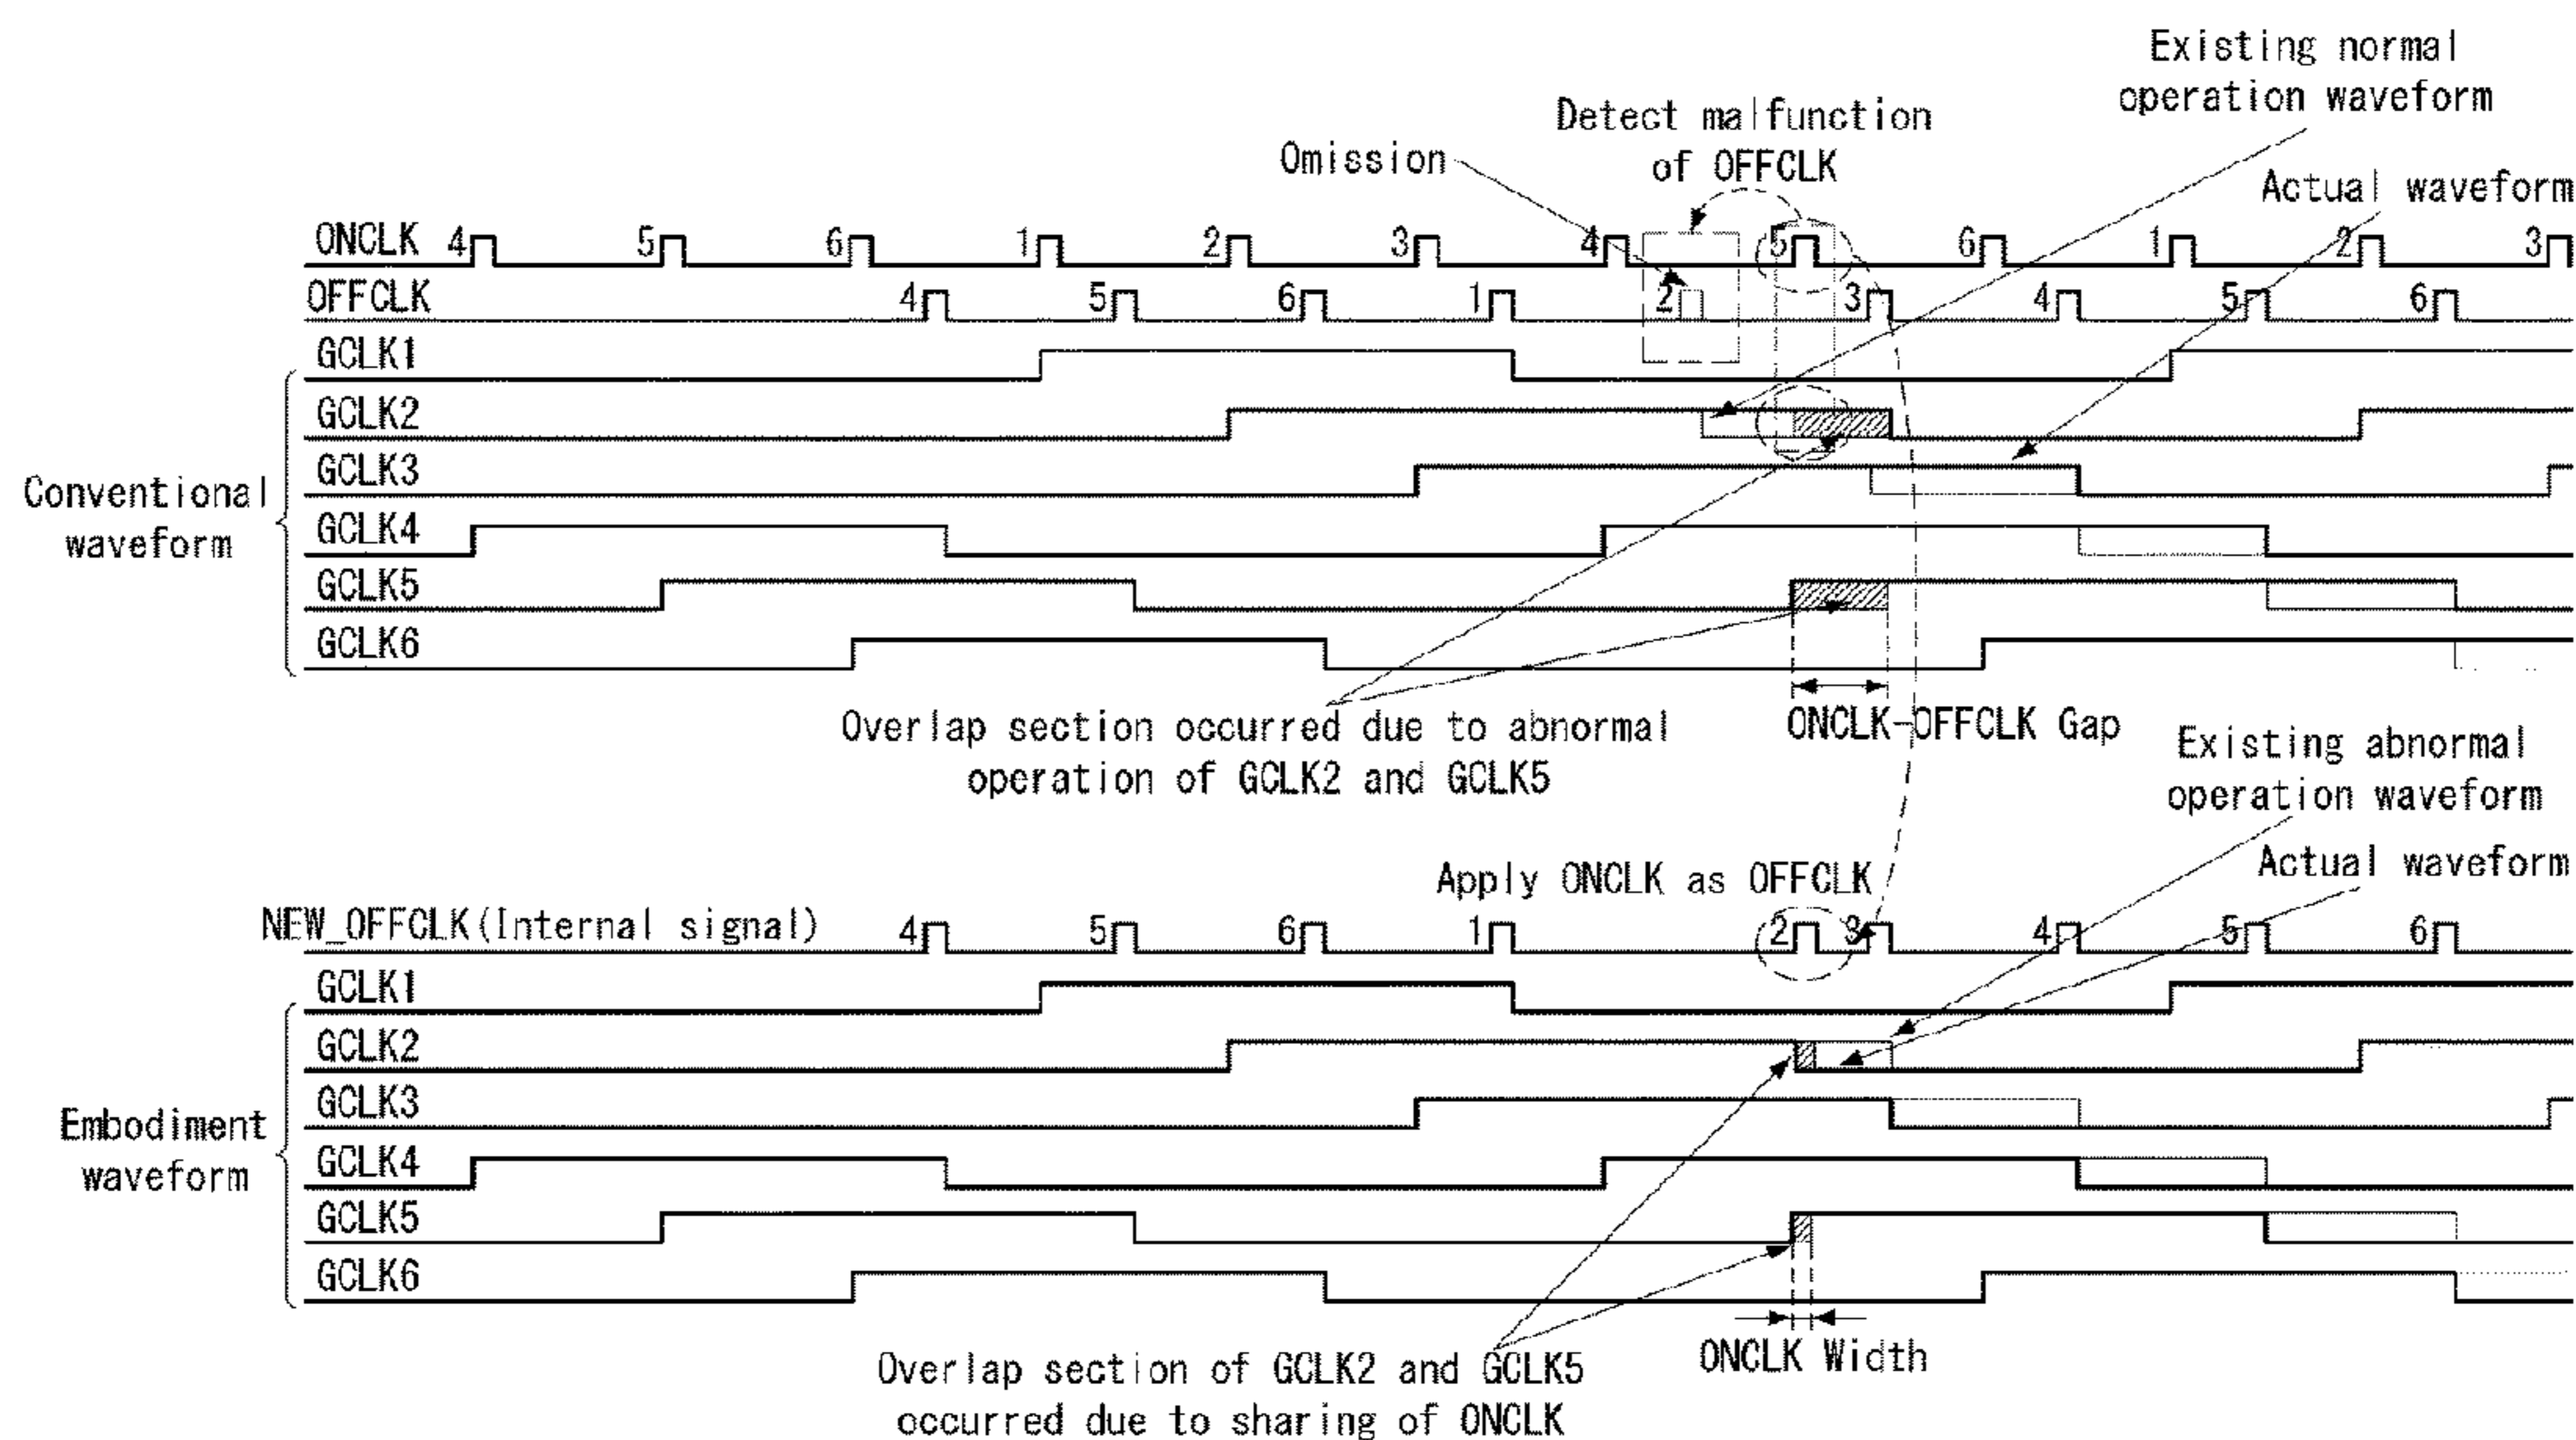 Existing normal
operation waveform
Detect malfunction
of OFFCLK
Omission
Actual waveform
ONCLK 4 5 6 1 2 3 4 5 6 1 2 3
OFFCLK 4 5 6 1 2 3 4 5 6
GCLK1
GCLK2
GCLK3
Conventional
waveform
GCLK4
GCLK5
GCLK6
Overlap section occurred due to abnormal
operation of GCLK2 and GCLK5
ONCLK-OFFCLK Gap
Existing abnormal
operation waveform
Actual waveform
Apply ONCLK as OFFCLK
NEW_OFFCLK(Internal signal) 4 5 6 1 2 3 4 5 6
GCLK1
GCLK2
GCLK3
Embodiment
waveform
GCLK4
GCLK5
GCLK6
ONCLK Width
Overlap section of GCLK2 and GCLK5
occurred due to sharing of ONCLK